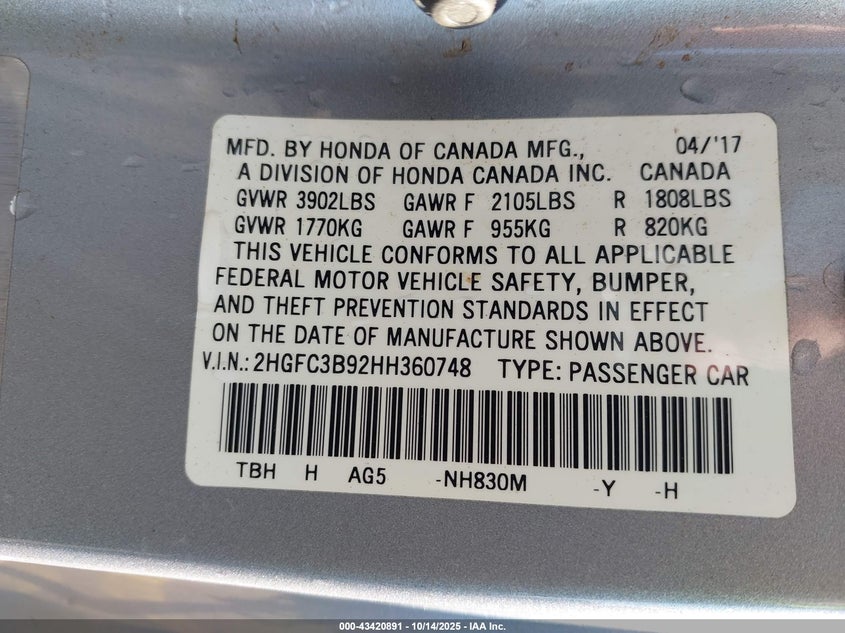 MFD. BY HONDA OF CANADA MFG., 04/'17
A DIVISION OF HONDA CANADA INC. CANADA
GVWR 3902LBS GAWR F 2105LBS R 1808LBS
GVWR 1770KG GAWR F 955KG R 820KG
THIS VEHICLE CONFORMS TO ALL APPLICABLE
FEDERAL MOTOR VEHICLE SAFETY, BUMPER,
AND THEFT PREVENTION STANDARDS IN EFFECT
ON THE DATE OF MANUFACTURE SHOWN ABOVE.
V.I.N.: 2HGFC3B92HH360748 TYPE: PASSENGER CAR
TBH H AG5 -NH830M -Y -H
000-43420891 - 10/14/2025 - IAA Inc.